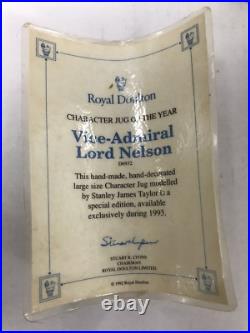 Royal Doulton
CHARACTER JUG OF THE YEAR
Vice-Admiral
Lord Nelson
D6932
This hand-made, hand-decorated
large size Character Jug modelled
by Stanley James Taylor is a
special edition, available
exclusively during 1993.
STUART R. LYONS
CHAIRMAN
ROYAL DOULTON LIMITED
© 1992 Royal Doulton